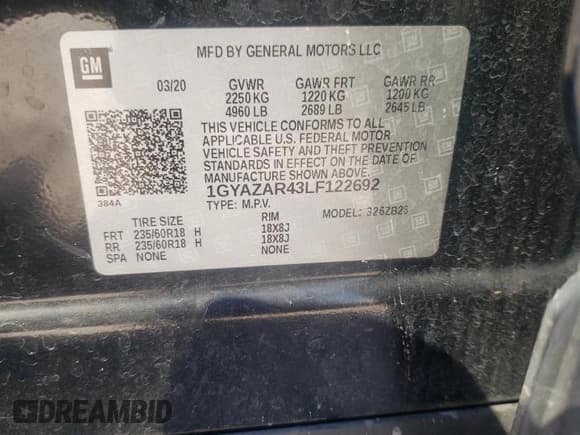 GM
MFD BY GENERAL MOTORS LLC
03/20 GVWR GAWR FRT GAWR RR
2250 KG 1220 KG 1200 KG
4960 LB 2689 LB 2645 LB
THIS VEHICLE CONFORMS TO ALL
APPLICABLE U.S. FEDERAL MOTOR
VEHICLE SAFETY AND THEFT PREVENTION
STANDARDS IN EFFECT ON THE DATE OF
MANUFACTURE SHOWN ABOVE.
384A
1GYAZAR43LF122692
TYPE: M.P.V. MODEL: 326ZB26
TIRE SIZE RIM
FRT 235/60R18 H 18X8J
RR 235/60R18 H 18X8J
SPA NONE NONE
DREAMBID